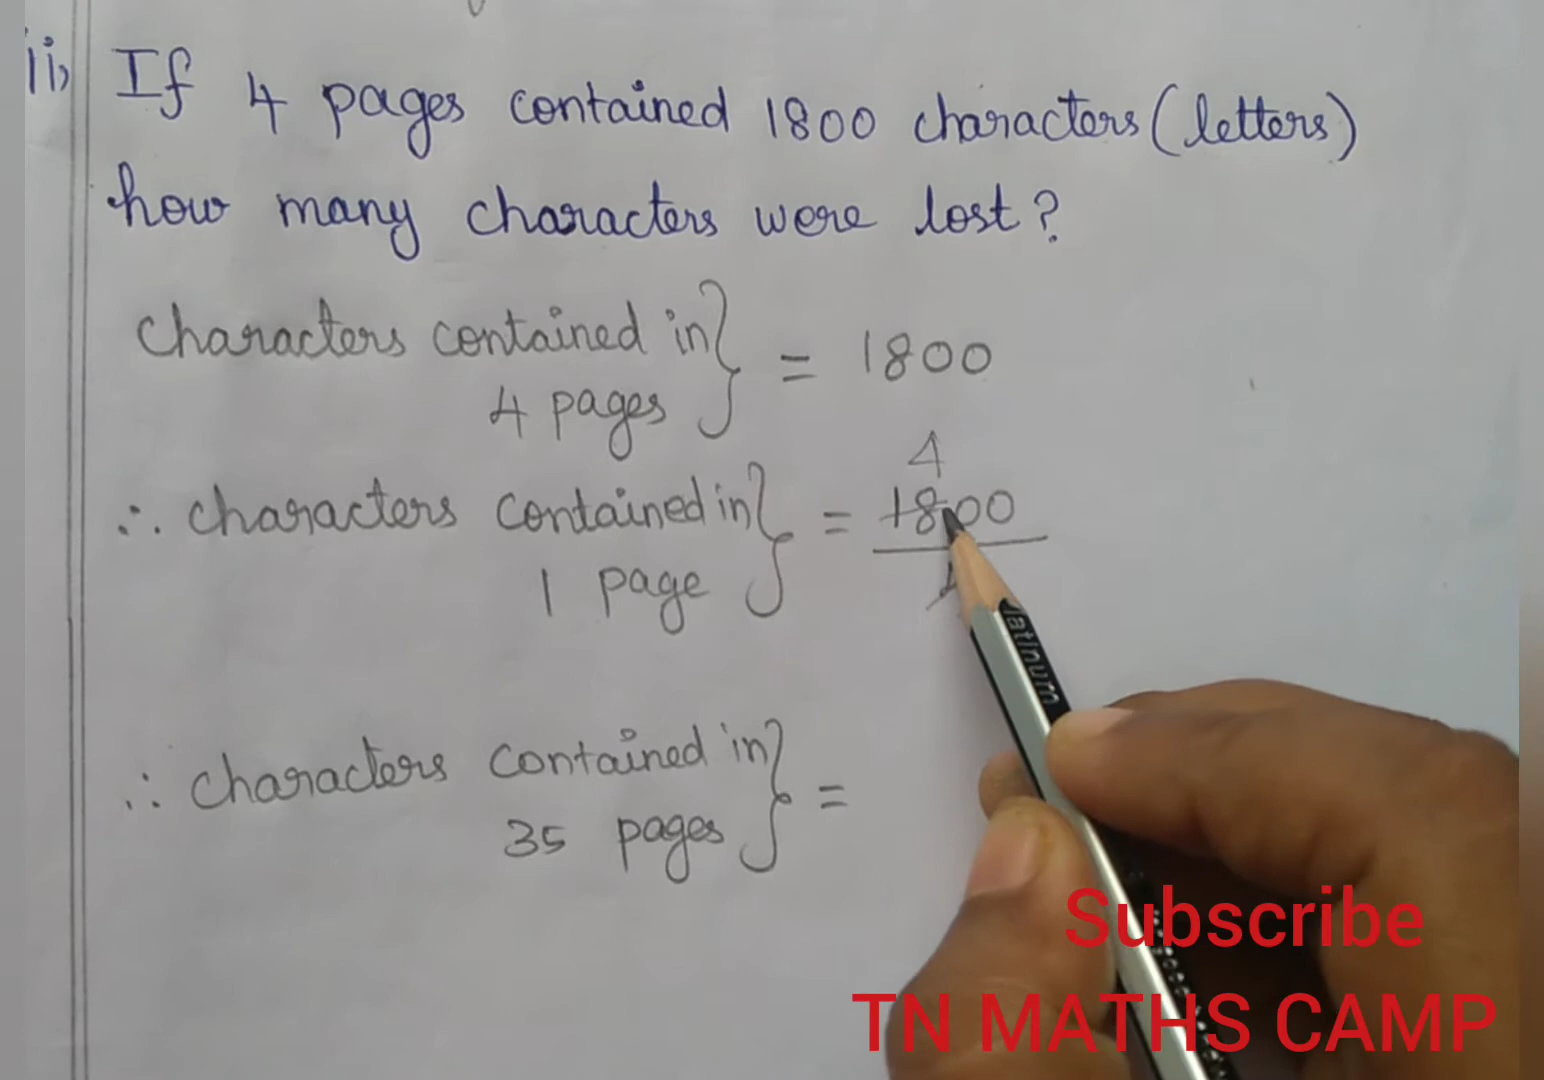 ii,
If 4 pages contained 1800 characters (letters)
how many characters were lost?
characters contained in } = 1800
4 pages
4
∴ characters contained in } = 1800
1 page
∴ characters contained in } =
35 pages
latinum
Subscribe
TN MATHS CAMP